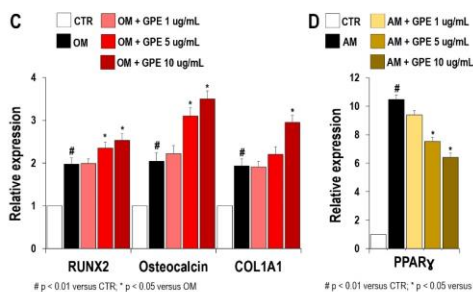 C
CTR
OM
OM + GPE 1 ug/mL
OM + GPE 5 ug/mL
OM + GPE 10 ug/mL
Relative expression
4
3
2
1
0
#
*
*
#
*
*
#
*
RUNX2 Osteocalcin COL1A1
# p < 0.01 versus CTR; * p < 0.05 versus OM
D
CTR
AM
AM + GPE 1 ug/mL
AM + GPE 5 ug/mL
AM + GPE 10 ug/mL
Relative expression
12
10
8
6
4
2
0
#
*
*
PPARɣ
# p < 0.01 versus CTR; * p < 0.05 versus